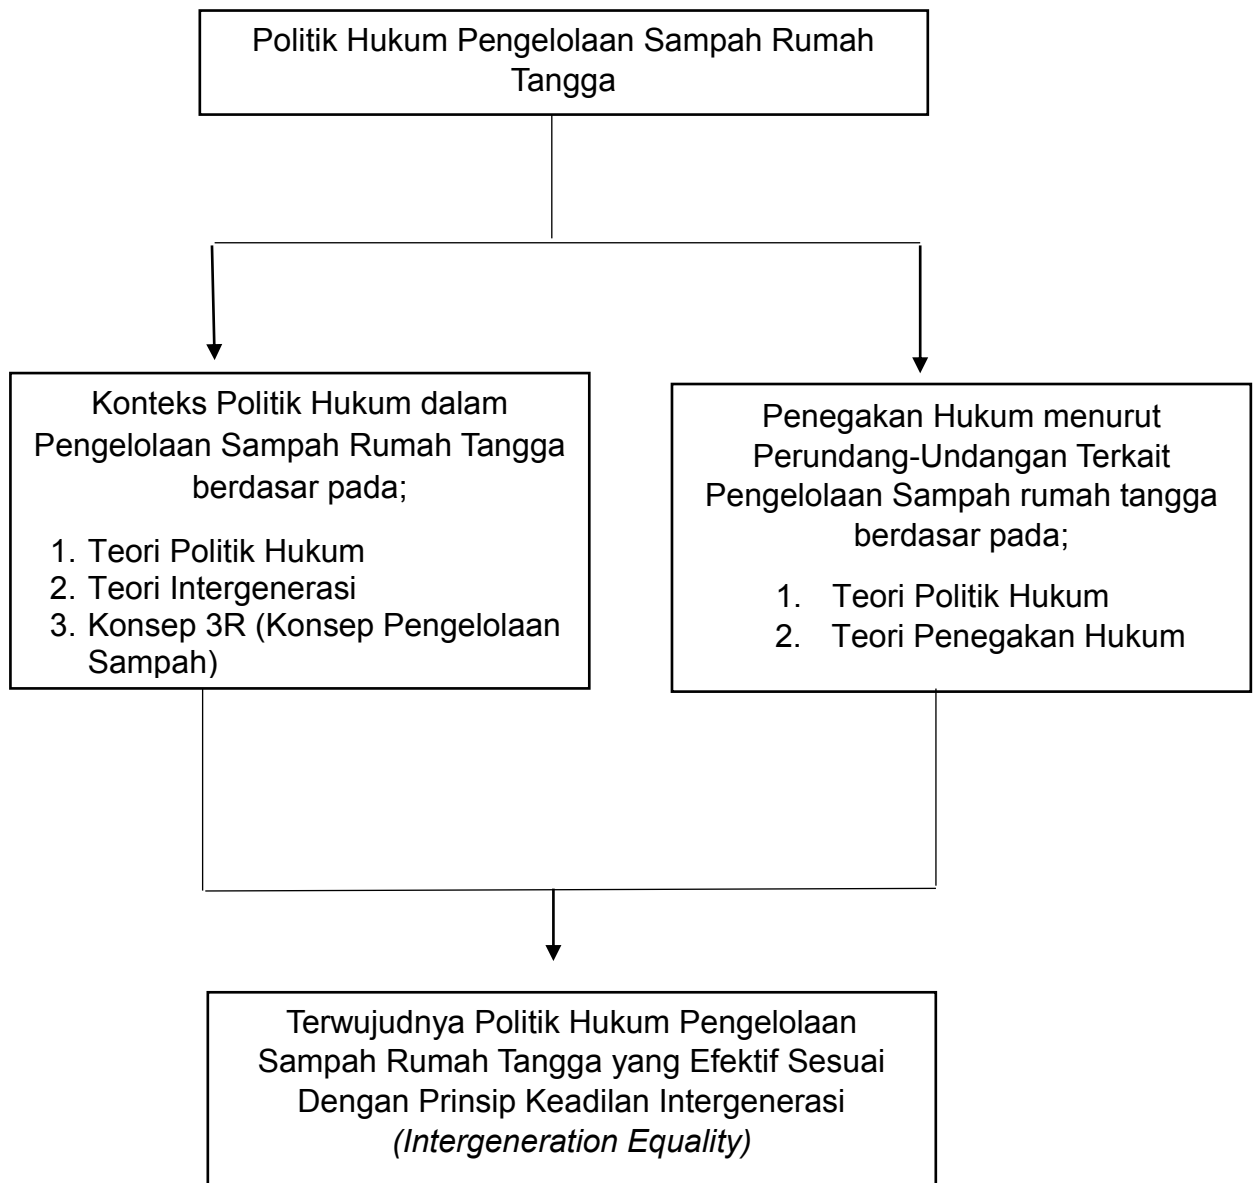 Politik Hukum Pengelolaan Sampah Rumah
Tangga
Konteks Politik Hukum dalam
Pengelolaan Sampah Rumah Tangga
berdasar pada;
1. Teori Politik Hukum
2. Teori Intergenerasi
3. Konsep 3R (Konsep Pengelolaan
Sampah)
Penegakan Hukum menurut
Perundang-Undangan Terkait
Pengelolaan Sampah rumah tangga
berdasar pada;
1. Teori Politik Hukum
2. Teori Penegakan Hukum
Terwujudnya Politik Hukum Pengelolaan
Sampah Rumah Tangga yang Efektif Sesuai
Dengan Prinsip Keadilan Intergenerasi
(Intergeneration Equality)